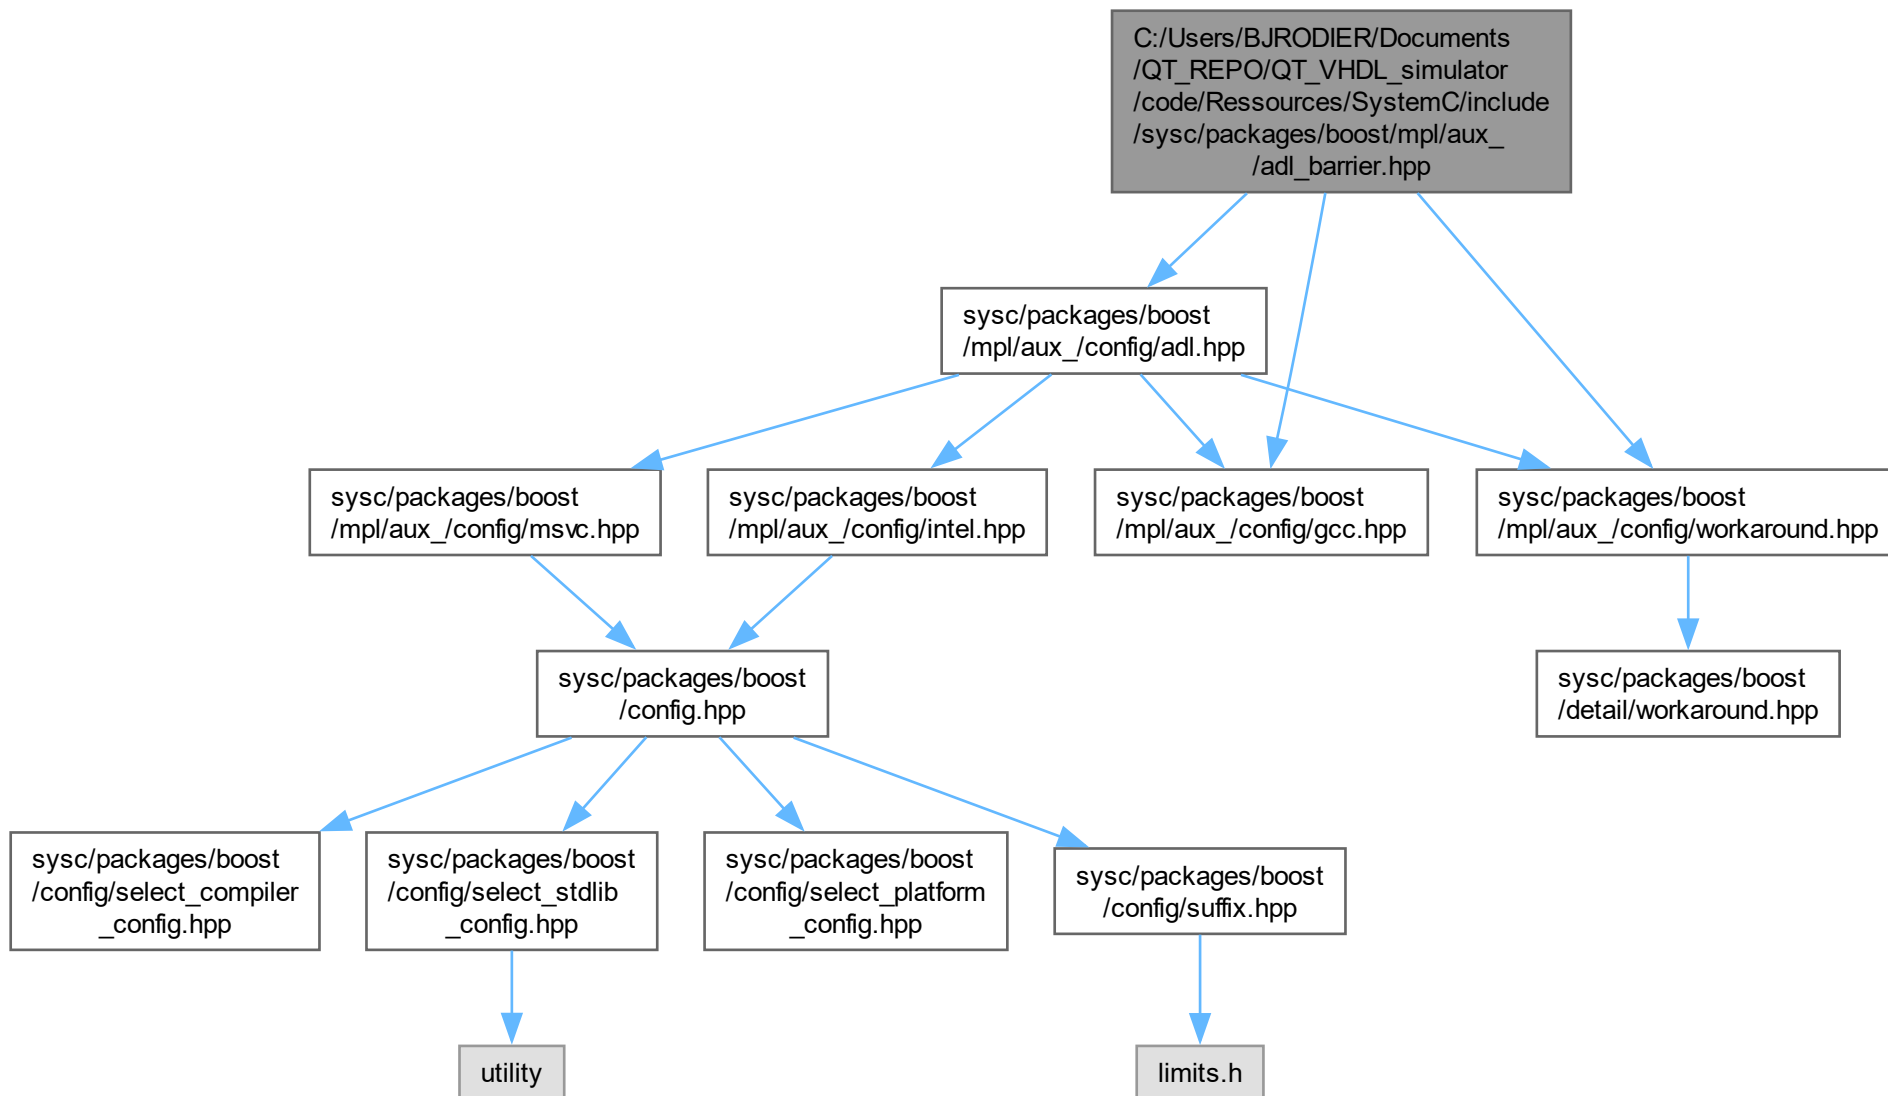 C:/Users/BJRODIER/Documents
/QT_REPO/QT_VHDL_simulator
/code/Ressources/SystemC/include
/sysc/packages/boost/mpl/aux_
/adl_barrier.hpp
sysc/packages/boost
/mpl/aux_/config/adl.hpp
sysc/packages/boost
/mpl/aux_/config/msvc.hpp
sysc/packages/boost
/mpl/aux_/config/intel.hpp
sysc/packages/boost
/mpl/aux_/config/gcc.hpp
sysc/packages/boost
/mpl/aux_/config/workaround.hpp
sysc/packages/boost
/config.hpp
sysc/packages/boost
/detail/workaround.hpp
sysc/packages/boost
/config/select_compiler
_config.hpp
sysc/packages/boost
/config/select_stdlib
_config.hpp
sysc/packages/boost
/config/select_platform
_config.hpp
sysc/packages/boost
/config/suffix.hpp
utility
limits.h